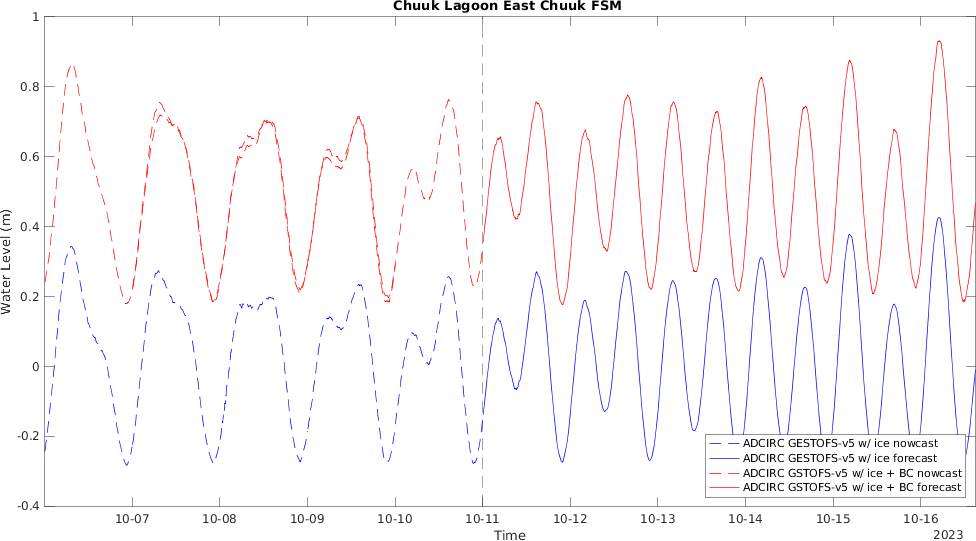 Chuuk Lagoon East Chuuk FSM
1
0.8
0.6
0.4
0.2
0
-0.2
-0.4
Water Level (m)
ADCIRC GESTOFS-v5 w/ ice nowcast
ADCIRC GESTOFS-v5 w/ ice forecast
ADCIRC GSTOFS-v5 w/ ice + BC nowcast
ADCIRC GSTOFS-v5 w/ ice + BC forecast
10-07 10-08 10-09 10-10 10-11 10-12 10-13 10-14 10-15 10-16
Time
2023